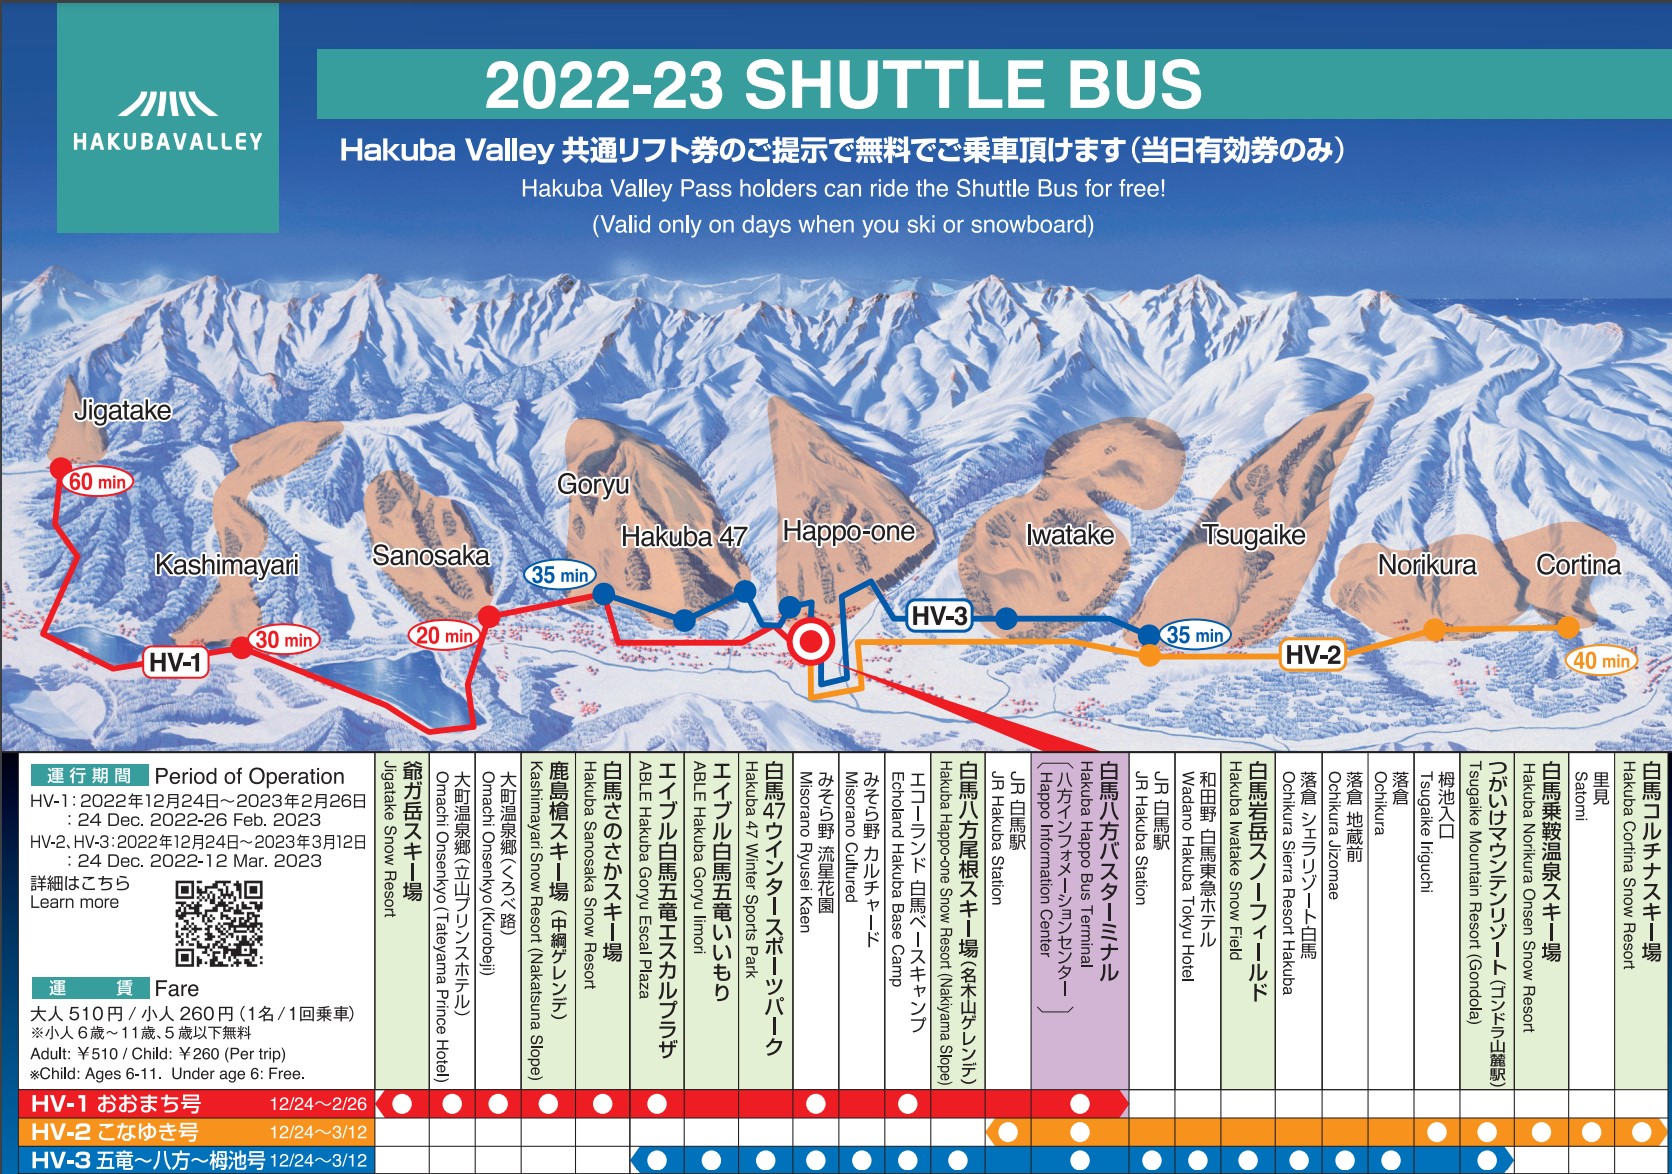 HAKUBAVALLEY
2022-23 SHUTTLE BUS
Hakuba Valley 共通リフト券のご提示で無料でご乗車頂けます（当日有効券のみ）
Hakuba Valley Pass holders can ride the Shuttle Bus for free!
(Valid only on days when you ski or snowboard)
Jigatake
60 min
Kashimayari
HV-1
30 min
Sanosaka
20 min
Goryu
35 min
Hakuba 47
Happo-one
HV-3
Iwatake
Tsugaike
35 min
HV-2
Norikura
Cortina
40 min
運行期間 Period of Operation
HV-1：2022年12月24日～2023年2月26日
: 24 Dec. 2022-26 Feb. 2023
HV-2、HV-3：2022年12月24日～2023年3月12日
: 24 Dec. 2022-12 Mar. 2023
詳細はこちら
Learn more
運賃 Fare
大人 510円 / 小人 260円（1名/1回乗車）
※小人 6歳～11歳、5歳以下無料
Adult: ￥510 / Child: ￥260 (Per trip)
※Child: Ages 6-11. Under age 6: Free.
爺ガ岳スキー場
Jigatake Snow Resort
大町温泉郷（立山プリンスホテル）
Omachi Onsenkyo (Tateyama Prince Hotel)
大町温泉郷（くろべ路）
Omachi Onsenkyo (Kurobeji)
鹿島槍スキー場（中綱ゲレンデ）
Kashimayari Snow Resort (Nakatsuna Slope)
白馬さのさかスキー場
Hakuba Sanosaka Snow Resort
エイブル白馬五竜エスカルプラザ
ABLE Hakuba Goryu Escal Plaza
エイブル白馬五竜いいもり
ABLE Hakuba Goryu Iimori
白馬47ウインタースポーツパーク
Hakuba 47 Winter Sports Park
みそら野 流星花園
Misorano Ryusei Kaen
みそら野 カルチャード
Misorano Cultured
エコーランド 白馬ベースキャンプ
Echoland Hakuba Base Camp
白馬八方尾根スキー場（名木山ゲレンデ）
Hakuba Happo-one Snow Resort (Nakiyama Slope)
JR 白馬駅
JR Hakuba Station
白馬八方バスターミナル
Hakuba Happo Bus Terminal
（八方インフォメーションセンター）
Happo Information Center
JR 白馬駅
JR Hakuba Station
和田野 白馬東急ホテル
Wadano Hakuba Tokyu Hotel
白馬岩岳スノーフィールド
Hakuba Iwatake Snow Field
落倉 シェラリゾート白馬
Ochikura Sierra Resort Hakuba
落倉 地蔵前
Ochikura Jizomae
落倉
Ochikura
栂池入口
Tsugaike Iriguchi
つがいけマウンテンリゾート（ゴンドラ山麓駅）
Tsugaike Mountain Resort (Gondola)
白馬乗鞍温泉スキー場
Hakuba Norikura Onsen Snow Resort
里見
Satomi
白馬コルチナスキー場
Hakuba Cortina Snow Resort
HV-1 おおまち号 12/24～2/26
HV-2 こなゆき号 12/24～3/12
HV-3 五竜～八方～栂池号 12/24～3/12